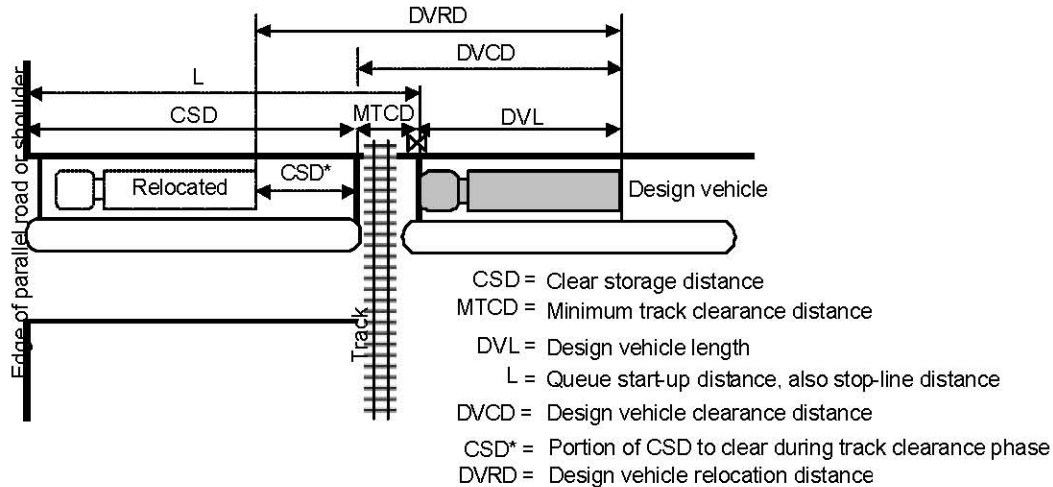 DVRD
DVCD
L
CSD
MTCD
DVL
Edge of parallel road or shoulder
Relocated
CSD*
Design vehicle
Track
CSD = Clear storage distance
MTCD = Minimum track clearance distance
DVL = Design vehicle length
L = Queue start-up distance, also stop-line distance
DVCD = Design vehicle clearance distance
CSD* = Portion of CSD to clear during track clearance phase
DVRD = Design vehicle relocation distance